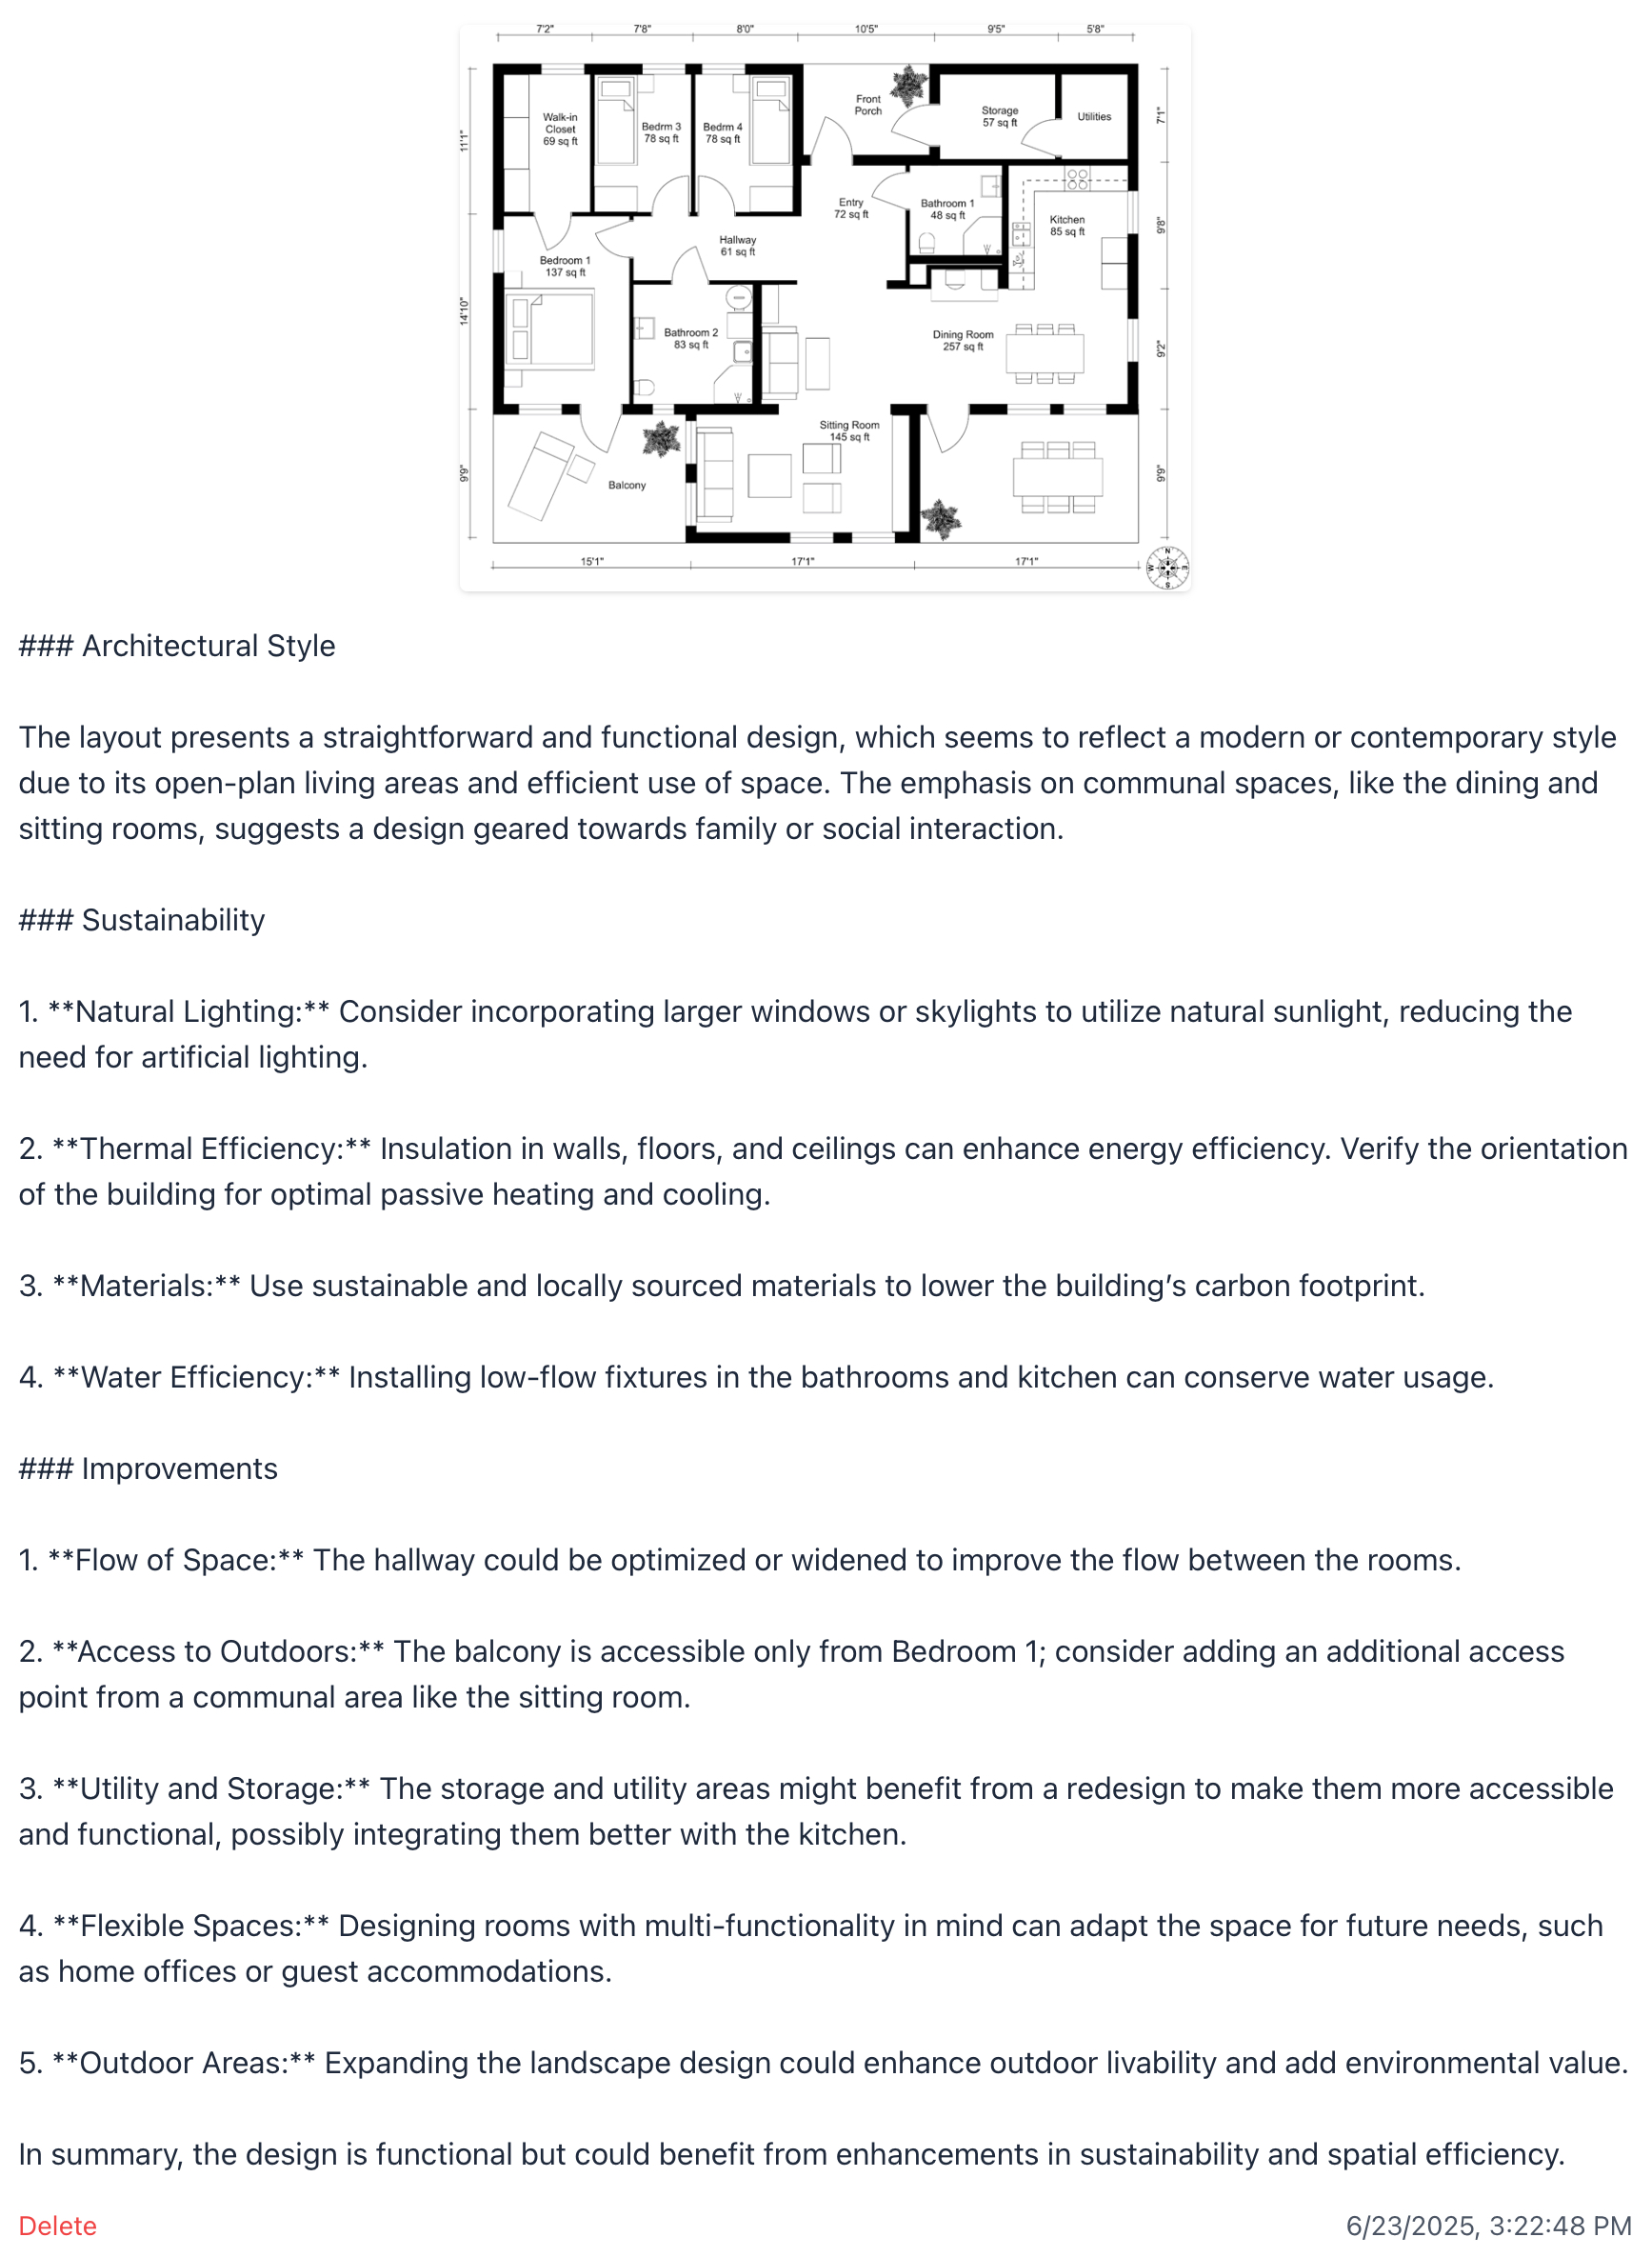 7'2" 7'8" 8'0" 10'5" 9'5" 5'8"
11'1"
14'10"
9'9"
7'1"
9'8"
9'2"
9'9"
Walk-in
Closet
69 sq ft
Bedrm 3
78 sq ft
Bedrm 4
78 sq ft
Front
Porch
Storage
57 sq ft
Utilities
Entry
72 sq ft
Bathroom 1
48 sq ft
Kitchen
85 sq ft
Hallway
61 sq ft
Bedroom 1
137 sq ft
Bathroom 2
83 sq ft
Dining Room
257 sq ft
Sitting Room
145 sq ft
Balcony
15'1" 17'1" 17'1"
N
W E
S
### Architectural Style
The layout presents a straightforward and functional design, which seems to reflect a modern or contemporary style
due to its open-plan living areas and efficient use of space. The emphasis on communal spaces, like the dining and
sitting rooms, suggests a design geared towards family or social interaction.
### Sustainability
1. **Natural Lighting:** Consider incorporating larger windows or skylights to utilize natural sunlight, reducing the
need for artificial lighting.
2. **Thermal Efficiency:** Insulation in walls, floors, and ceilings can enhance energy efficiency. Verify the orientation
of the building for optimal passive heating and cooling.
3. **Materials:** Use sustainable and locally sourced materials to lower the building’s carbon footprint.
4. **Water Efficiency:** Installing low-flow fixtures in the bathrooms and kitchen can conserve water usage.
### Improvements
1. **Flow of Space:** The hallway could be optimized or widened to improve the flow between the rooms.
2. **Access to Outdoors:** The balcony is accessible only from Bedroom 1; consider adding an additional access
point from a communal area like the sitting room.
3. **Utility and Storage:** The storage and utility areas might benefit from a redesign to make them more accessible
and functional, possibly integrating them better with the kitchen.
4. **Flexible Spaces:** Designing rooms with multi-functionality in mind can adapt the space for future needs, such
as home offices or guest accommodations.
5. **Outdoor Areas:** Expanding the landscape design could enhance outdoor livability and add environmental value.
In summary, the design is functional but could benefit from enhancements in sustainability and spatial efficiency.
Delete 6/23/2025, 3:22:48 PM